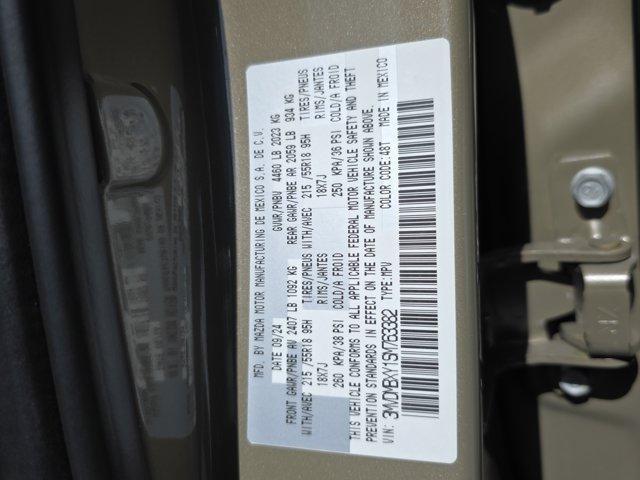 MFD. BY MAZDA MOTOR MANUFACTURING DE MEXICO S.A. DE C.V.
DATE 09/24 GVWR/PNBV 4460 LB 2023 KG
FRONT GAWR/PNBE AV 2407 LB 1092 KG REAR GAWR/PNBE AR 2059 LB 934 KG
WITH/AVEC 215 /55R18 95H TIRES/PNEUS WITH/AVEC 215 /55R18 95H TIRES/PNEUS
18X7J RIMS/JANTES 18X7J RIMS/JANTES
260 KPA/38 PSI COLD/A FROID 250 KPA/36 PSI COLD/A FROID
THIS VEHICLE CONFORMS TO ALL APPLICABLE FEDERAL MOTOR VEHICLE SAFETY AND THEFT
PREVENTION STANDARDS IN EFFECT ON THE DATE OF MANUFACTURE SHOWN ABOVE.
VIN: 3MVDMBXY1SM763382 TYPE:MPV COLOR CODE:48T MADE IN MEXICO